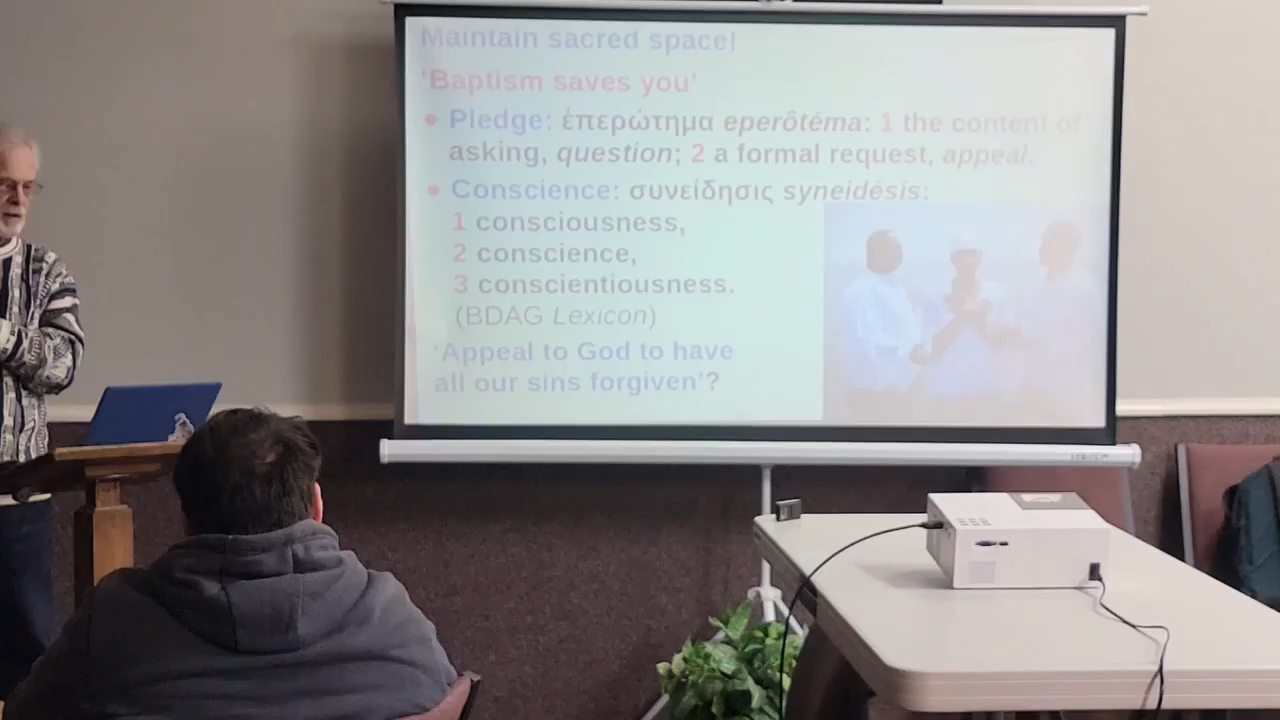 Maintain sacred space!
'Baptism saves you'
• Pledge: ἐπερώτημα eperôtéma: 1 the content of
asking, question; 2 a formal request, appeal.
• Conscience: συνείδησις syneidésis:
1 consciousness,
2 conscience,
3 conscientiousness.
(BDAG Lexicon)
'Appeal to God to have
all our sins forgiven'?